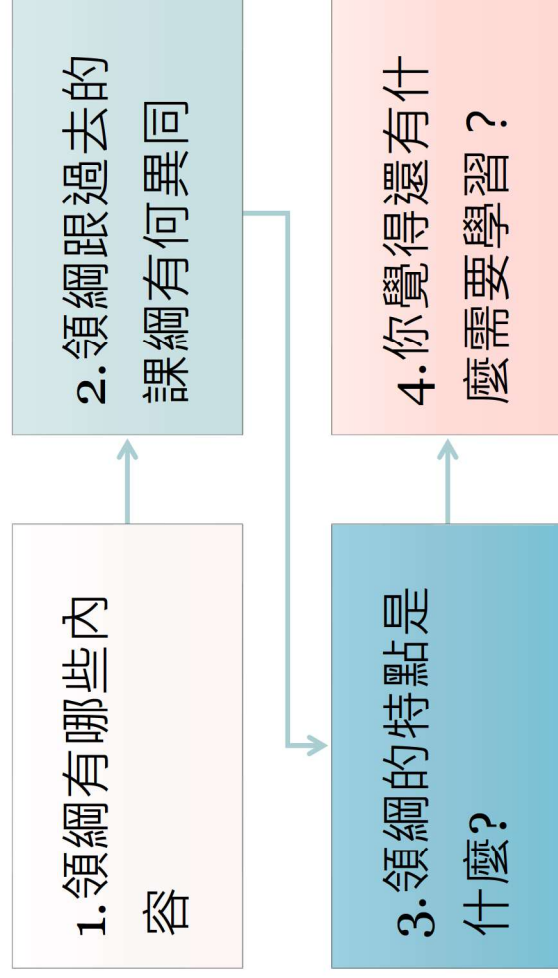 1.領綱有哪些內
容
2.領綱跟過去的
課綱有何異同
3.領綱的特點是
什麼?
4.你覺得還有什
麼需要學習？